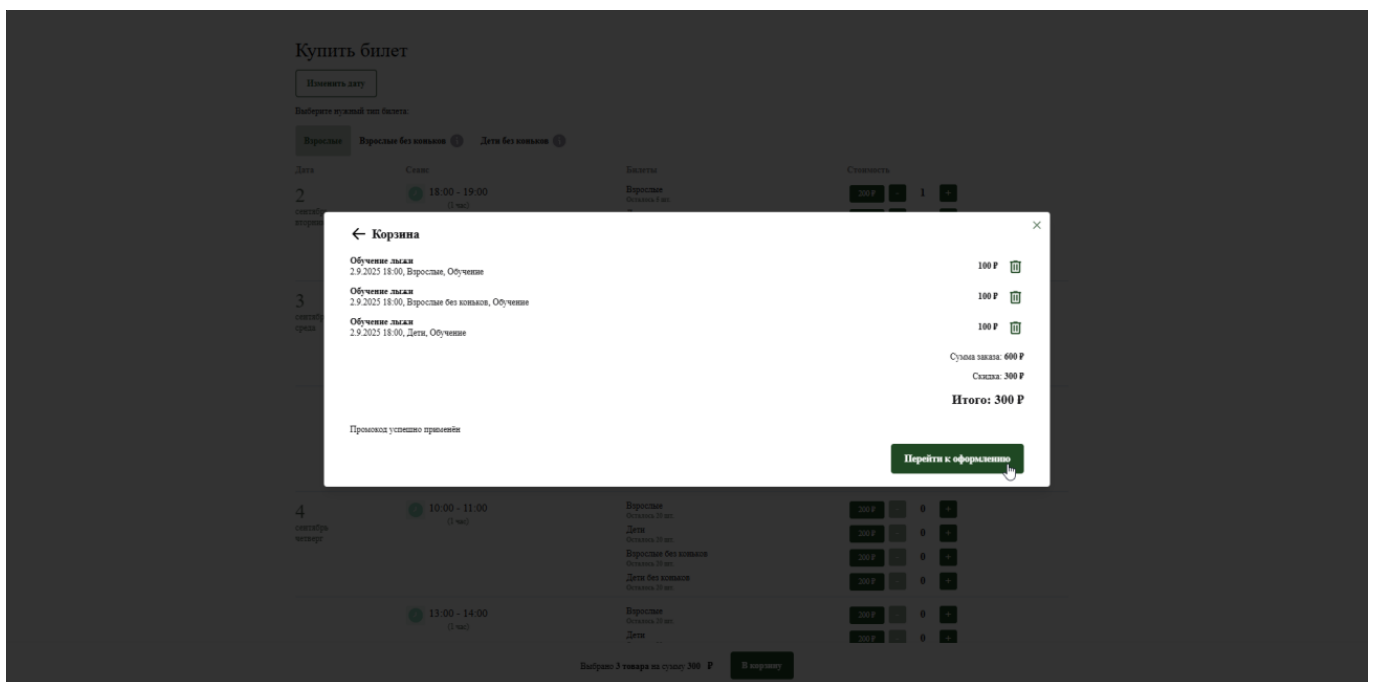 Купить билет
Изменить дату
Выберите нужный тип билета:
Взрослые Взрослые без коньков Дети без коньков
Дата Сеанс Билеты Стоимость
2 18:00 - 19:00 Взрослые 200 ₽ - 1 +
(1 час)
Корзина
Обучение лыжи
2.9.2025 18:00, Взрослые, Обучение 100 ₽
Обучение лыжи
2.9.2025 18:00, Взрослые без коньков, Обучение 100 ₽
Обучение лыжи
2.9.2025 18:00, Дети, Обучение 100 ₽
Сумма заказа: 600 ₽
Скидка: 300 ₽
Итого: 300 ₽
Промокод успешно применён
Перейти к оформлению
3
среда
4 10:00 - 11:00 Взрослые 200 ₽ - 0 +
сентябрь (1 час)
четверг Дети 200 ₽ - 0 +
Взрослые без коньков 200 ₽ - 0 +
Дети без коньков 200 ₽ - 0 +
13:00 - 14:00 Взрослые 200 ₽ - 0 +
(1 час)
Дети 200 ₽ - 0 +
Выбрано 3 товара на сумму 300 ₽ В корзину